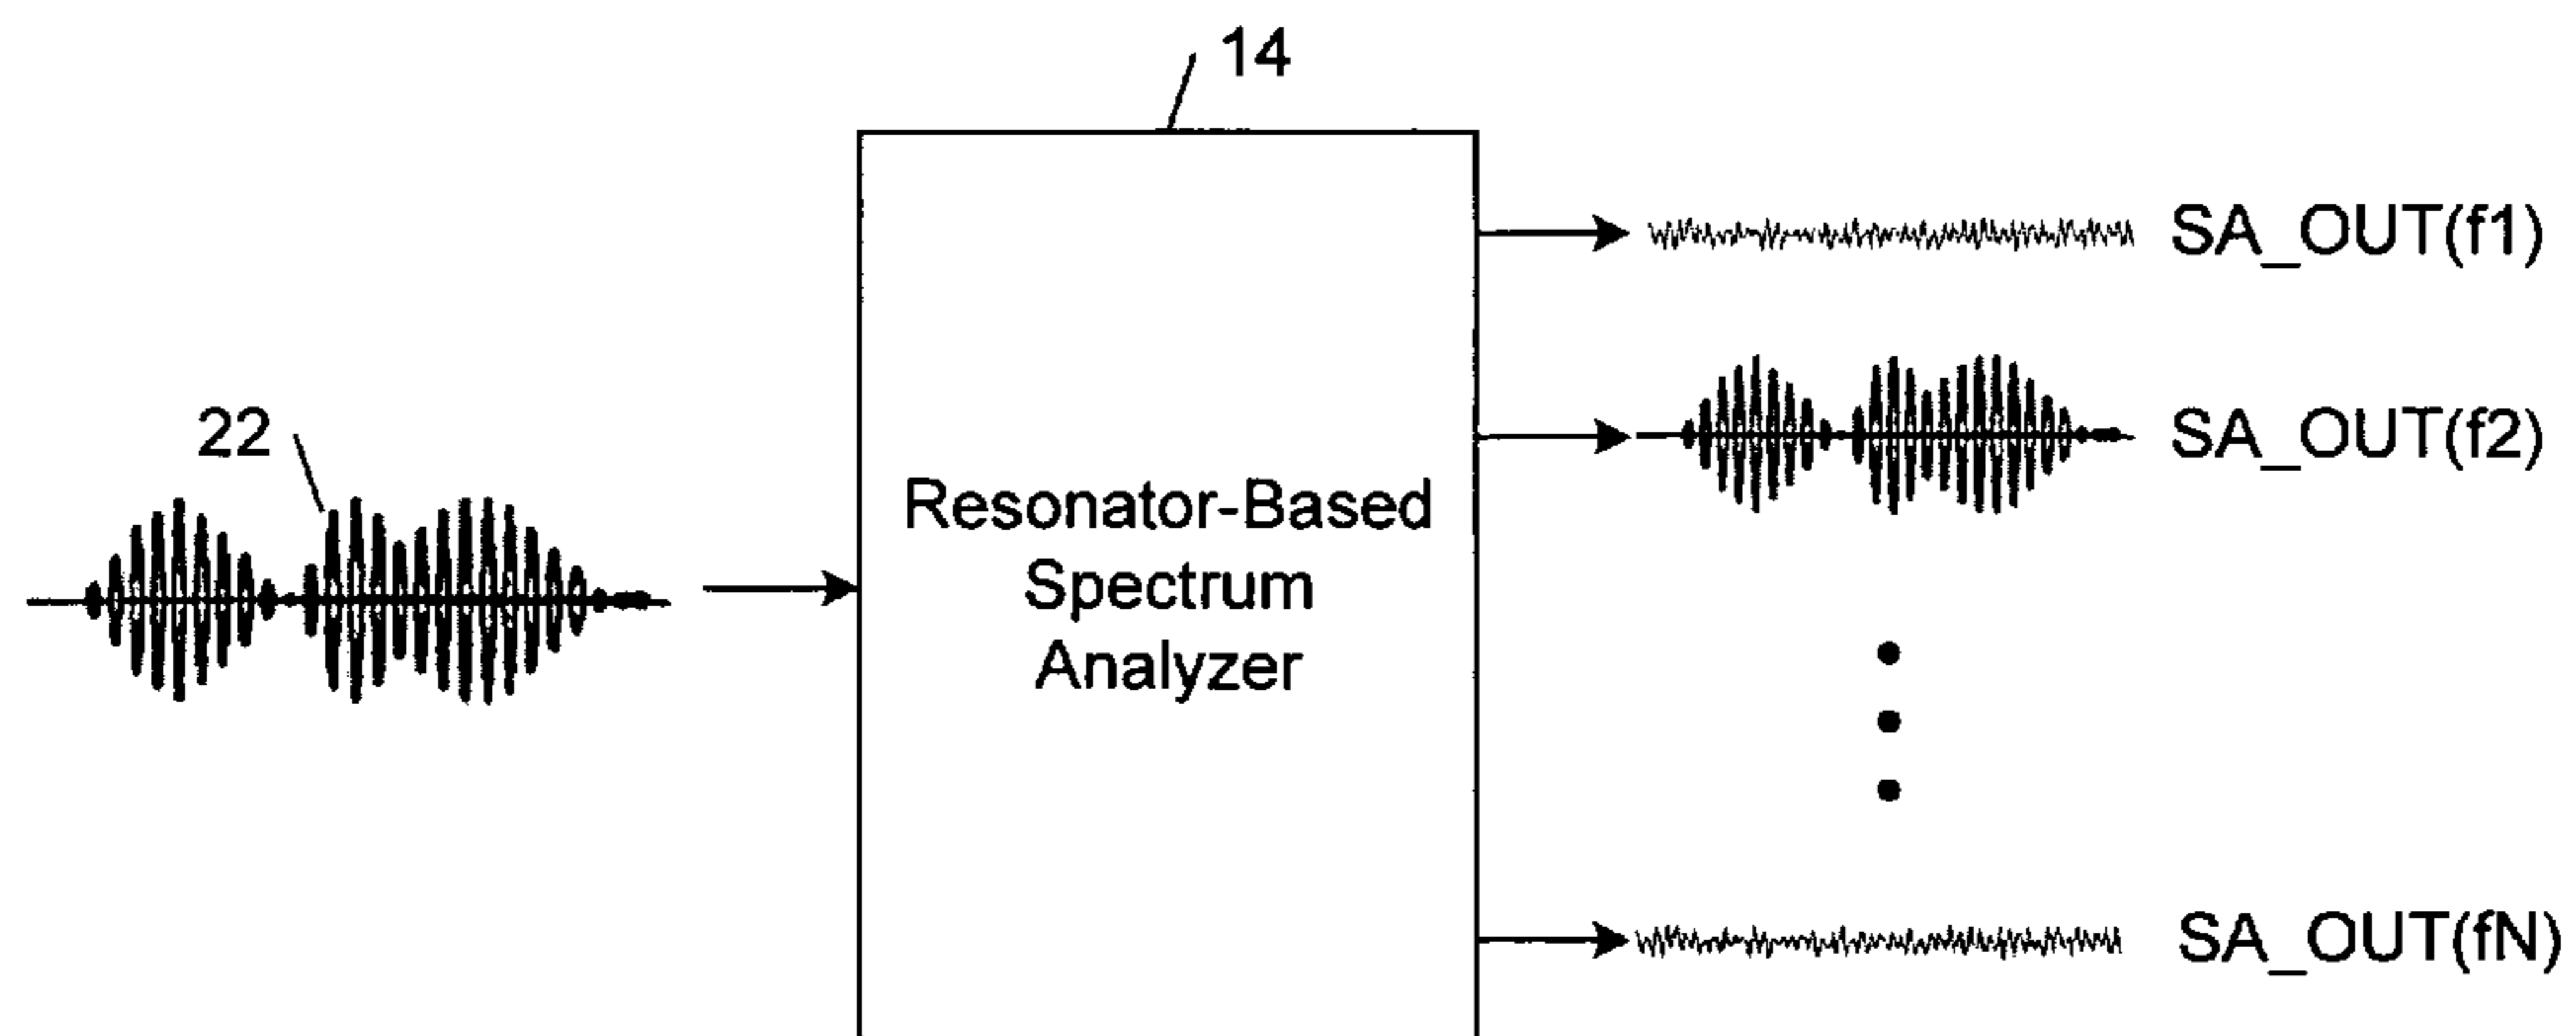 14
SA_OUT(f1)
22
SA_OUT(f2)
Resonator-Based
Spectrum
Analyzer
SA_OUT(fN)